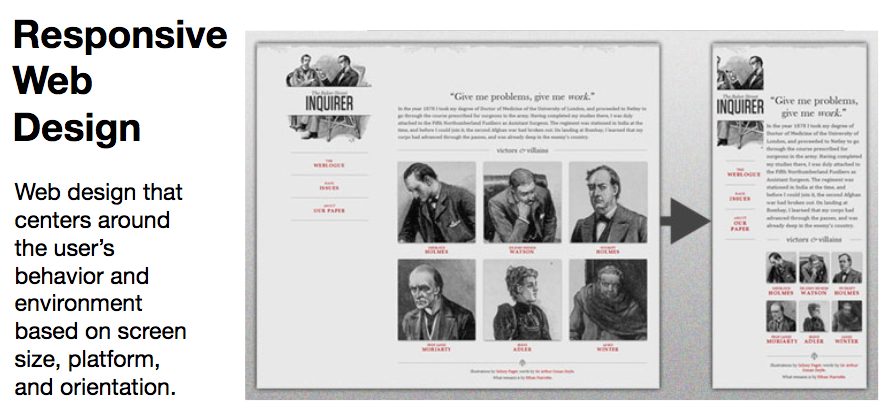 Responsive
Web
Design
Web design that
centers around
the user's
behavior and
environment
based on screen
size, platform,
and orientation.
The Baker Street
INQUIRER
THE
WEBLOGUE
BACK
ISSUES
ABOUT
OUR PAPER
“Give me problems, give me work.”
In the year 1878 I took my degree of Doctor of Medicine of the University of London, and proceeded to Netley to
go through the course prescribed for surgeons in the army. Having completed my studies there, I was duly attached to
the Fifth Northumberland Fusiliers as Assistant Surgeon. The regiment was stationed in India at the
time, and before I could join it, the second Afghan war had broken out. On landing at Bombay, I learned that my
corps had advanced through the passes, and was already deep in the enemy's country.
victors & villains
SHERLOCK
HOLMES
WATSON
MYCROFT
HOLMES
PROF. JAMES
MORIARTY
IRENE
ADLER
JAMES
WINTER
Illustrations by Sidney Paget, words by Sir Arthur Conan Doyle.
What remains is by Ethan Marcotte.
The Baker Street
INQUIRER
THE
WEBLOGUE
BACK
ISSUES
ABOUT
OUR
PAPER
“Give me problems,
give me work.”
In the year 1878 I took my degree of
Doctor of Medicine of the University of
London, and proceeded to Netley to go
through the course prescribed for
surgeons in the army. Having completed
my studies there, I was duly attached to
the Fifth Northumberland Fusiliers as
Assistant Surgeon. The regiment was
stationed in India at the time, and before
I could join it, the second Afghan
war had broken out. On landing at
Bombay, I learned that my corps had
advanced through the passes, and was
already deep in the enemy's country.
victors & villains
SHERLOCK
HOLMES
WATSON
MYCROFT
HOLMES
PROF. JAMES
MORIARTY
IRENE
ADLER
JAMES
WINTER
Illustrations by Sidney Paget, words by Sir Arthur
Conan Doyle.
What remains is by Ethan Marcotte.